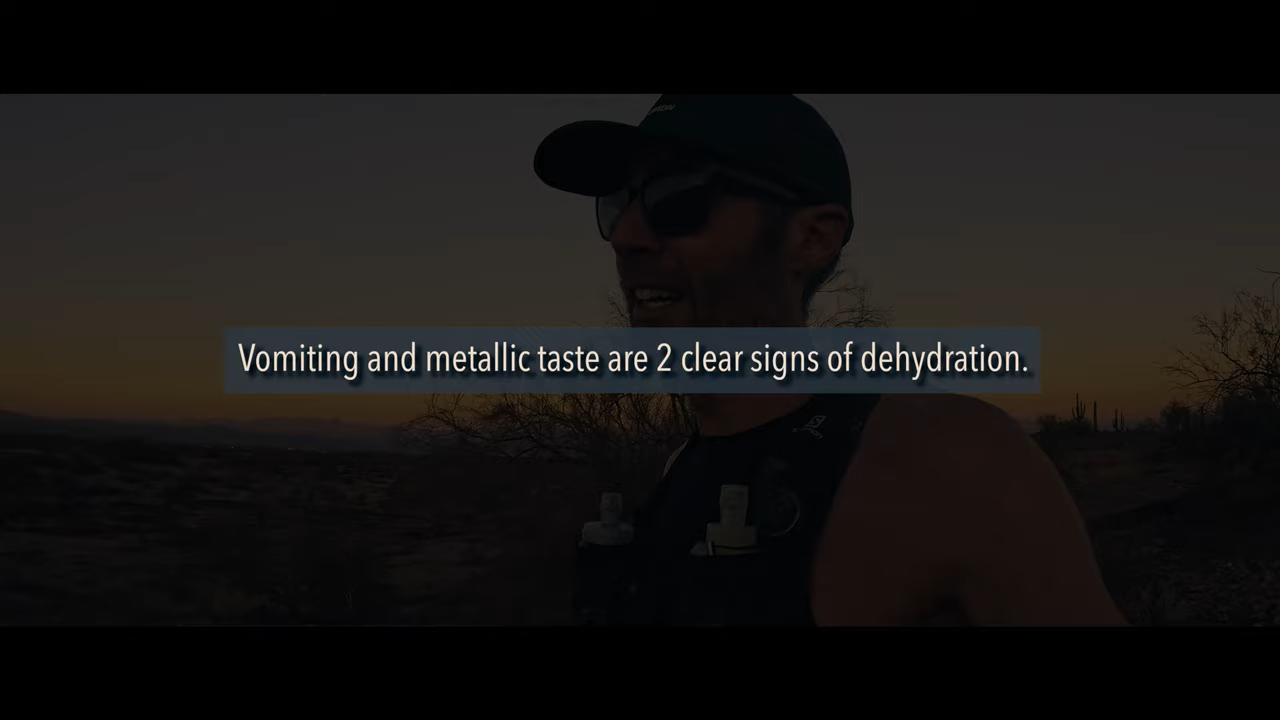 Vomiting and metallic taste are 2 clear signs of dehydration.